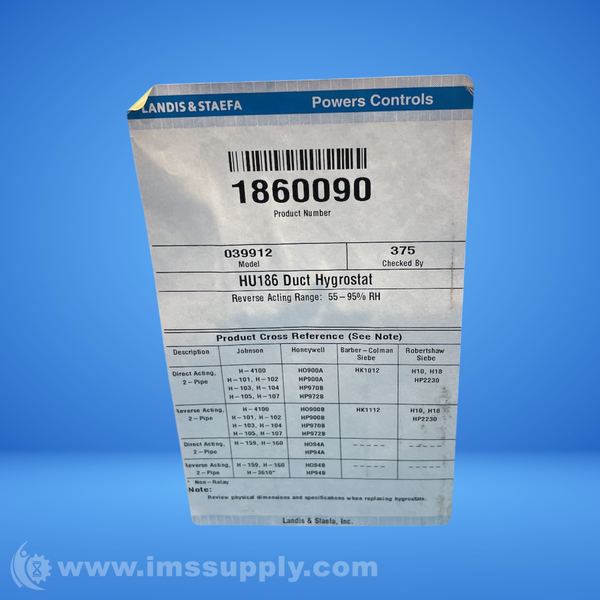 LANDIS & STAEFA Powers Controls
1860090
Product Number
039912 375
Model Checked By
HU186 Duct Hygrostat
Reverse Acting Range: 55-95% RH
Product Cross Reference (See Note)
Description Johnson Honeywell Barber-Colman Siebe Robertshaw Siebe
Direct Acting, 2-Pipe H-4100 HO900A HK1012 H10, H18
H-101, H-102 HP900A HP2230
H-103, H-104 HP970B
H-105, H-107 HP972B
Reverse Acting, 2-Pipe H-4100 HO900B HK1112 H10, H18
H-101, H-102 HP900B HP2230
H-103, H-104 HP970B
H-105, H-107 HP972B
Direct Acting, H-159, H-160 HO94A ----- -----
2-Pipe HP94A
Reverse Acting, H-159, H-160 HO94B ----- -----
2-Pipe H-3610* HP94B
* Non-Relay
Note:
Review physical dimensions and specifications when replacing hygrostats.
Landis & Staefa, Inc.
www.imssupply.com